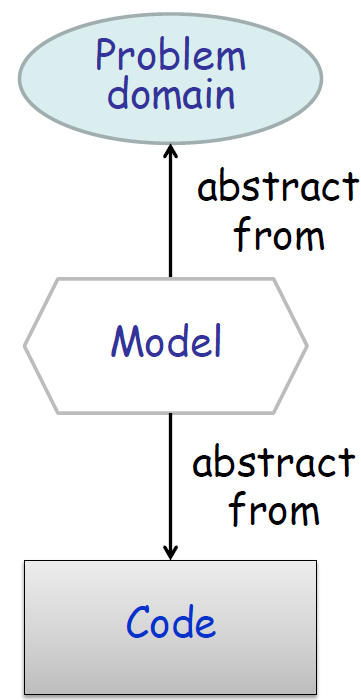 Problem
domain
abstract
from
Model
abstract
from
Code